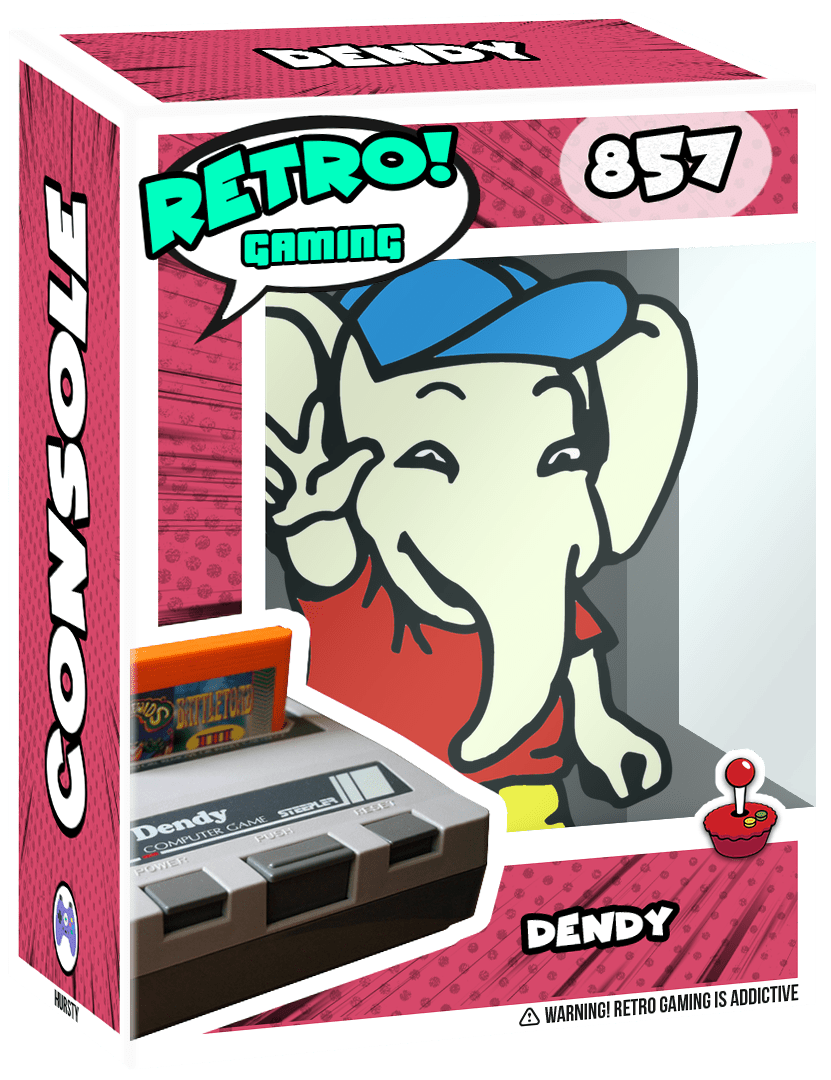 DENDY
RETRO!
GAMING
857
CONSOLE
BATTLETOAD
III
Dendy
COMPUTER GAME
STEEPLER
POWER
PUSH
RESET
DENDY
HURSTY
WARNING! RETRO GAMING IS ADDICTIVE